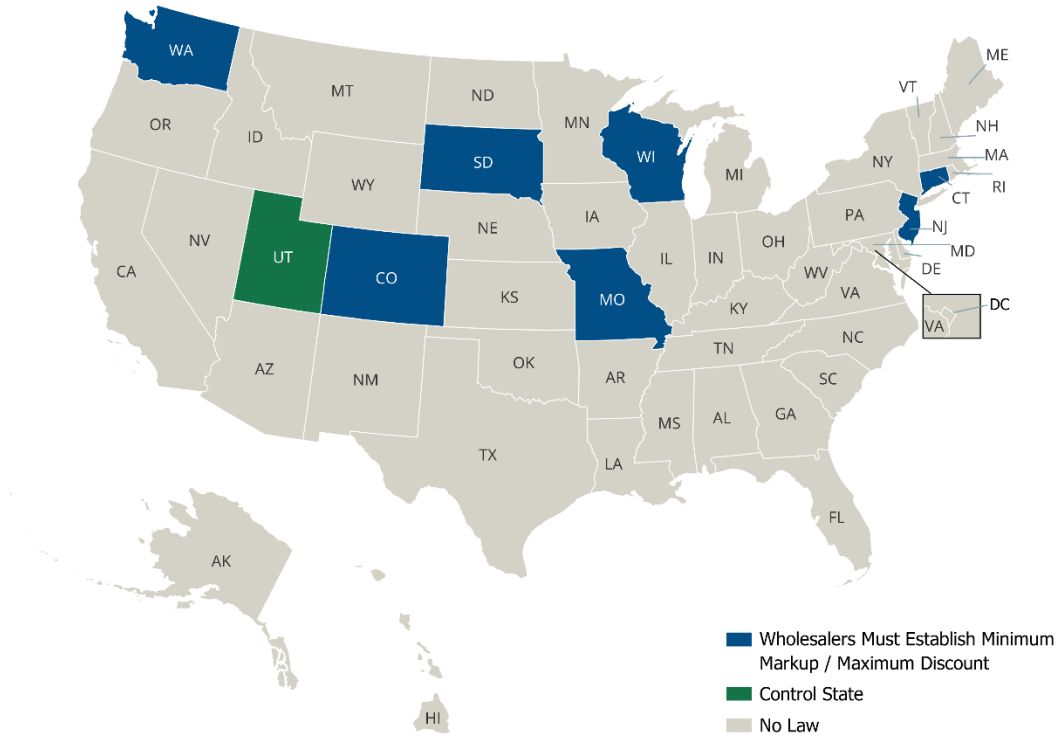 WA
ME
MT
ND
VT
OR
MN
NH
ID
SD
WI
NY
MA
MI
WY
RI
CT
IA
PA
NE
NJ
NV
OH
MD
UT
IL
IN
DE
CA
CO
WV
VA
KS
MO
KY
DC
VA
NC
TN
AZ
OK
NM
AR
SC
MS
AL
GA
TX
LA
FL
AK
HI
Wholesalers Must Establish Minimum
Markup / Maximum Discount
Control State
No Law